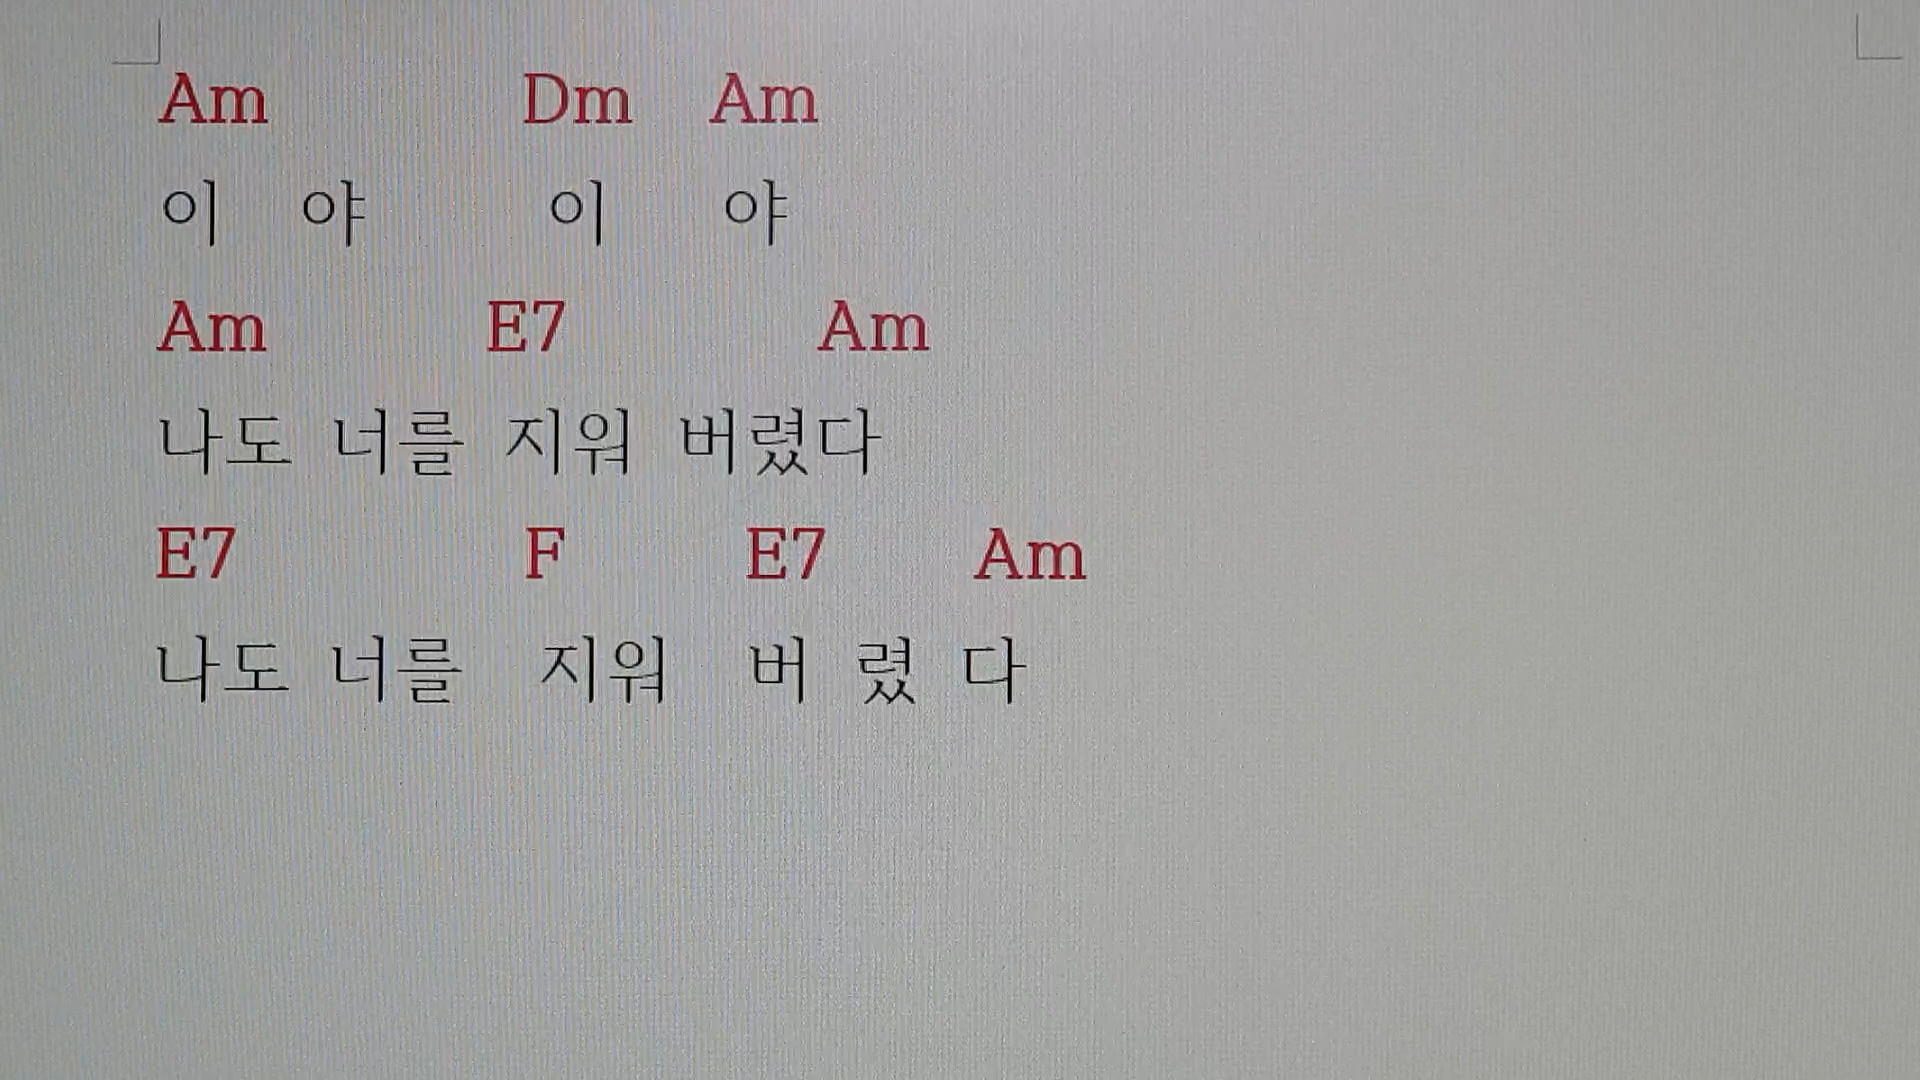 Am Dm Am
이 야 이 야
Am E7 Am
나도 너를 지워 버렸다
E7 F E7 Am
나도 너를 지워 버 렸 다